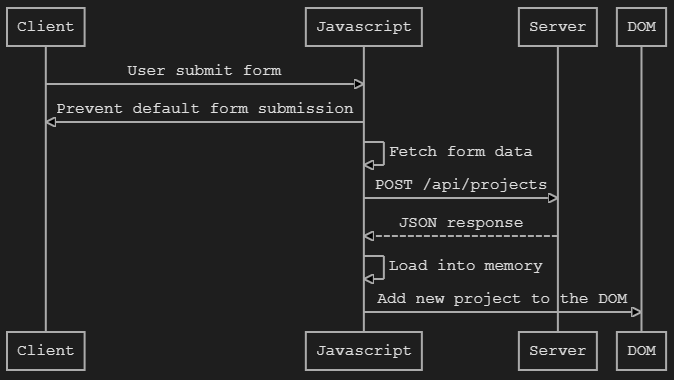 Client Javascript Server DOM
User submit form
Prevent default form submission
Fetch form data
POST /api/projects
JSON response
Load into memory
Add new project to the DOM
Client Javascript Server DOM